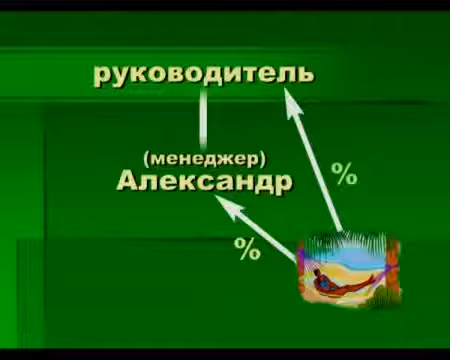 руководитель
(менеджер)
Александр
%
%